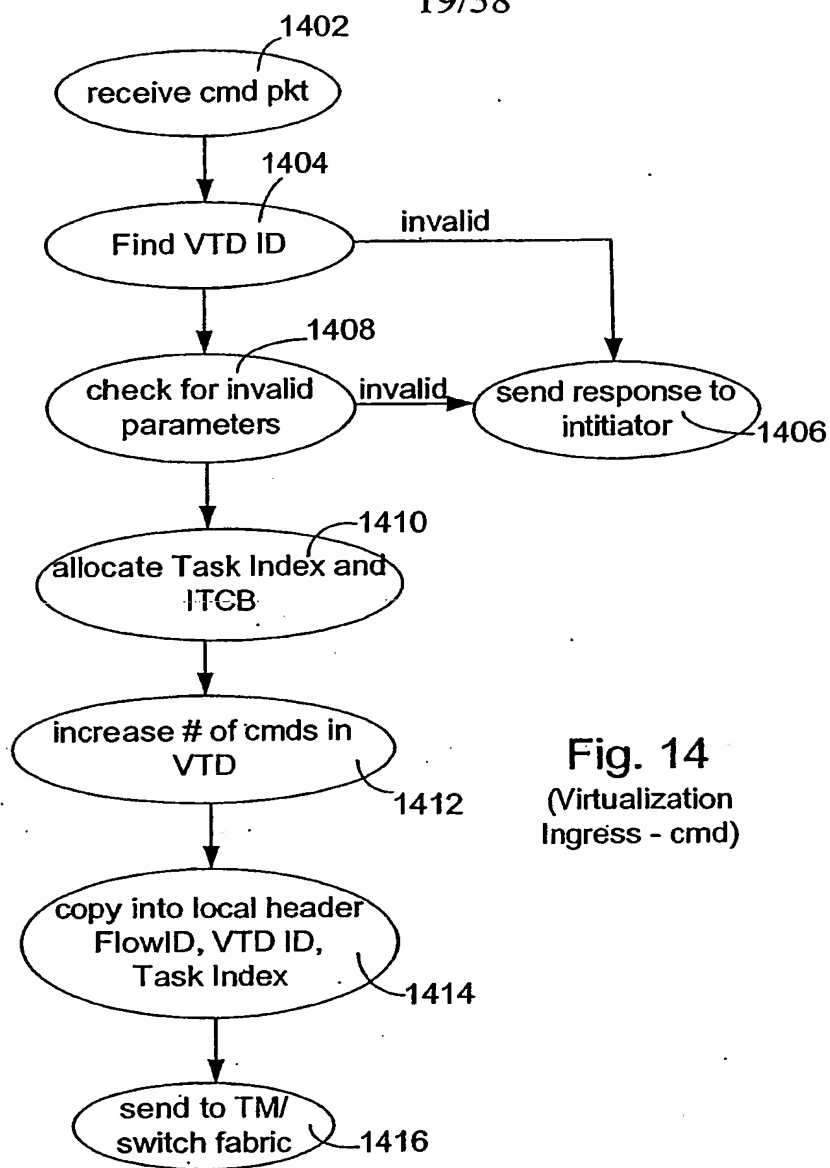 19/58
1402
receive cmd pkt
1404
Find VTD ID
invalid
1408
check for invalid
parameters
invalid
send response to
intitiator
1406
1410
allocate Task Index and
ITCB
increase # of cmds in
VTD
1412
Fig. 14
(Virtualization
Ingress - cmd)
copy into local header
FlowID, VTD ID,
Task Index
1414
send to TM/
switch fabric
1416